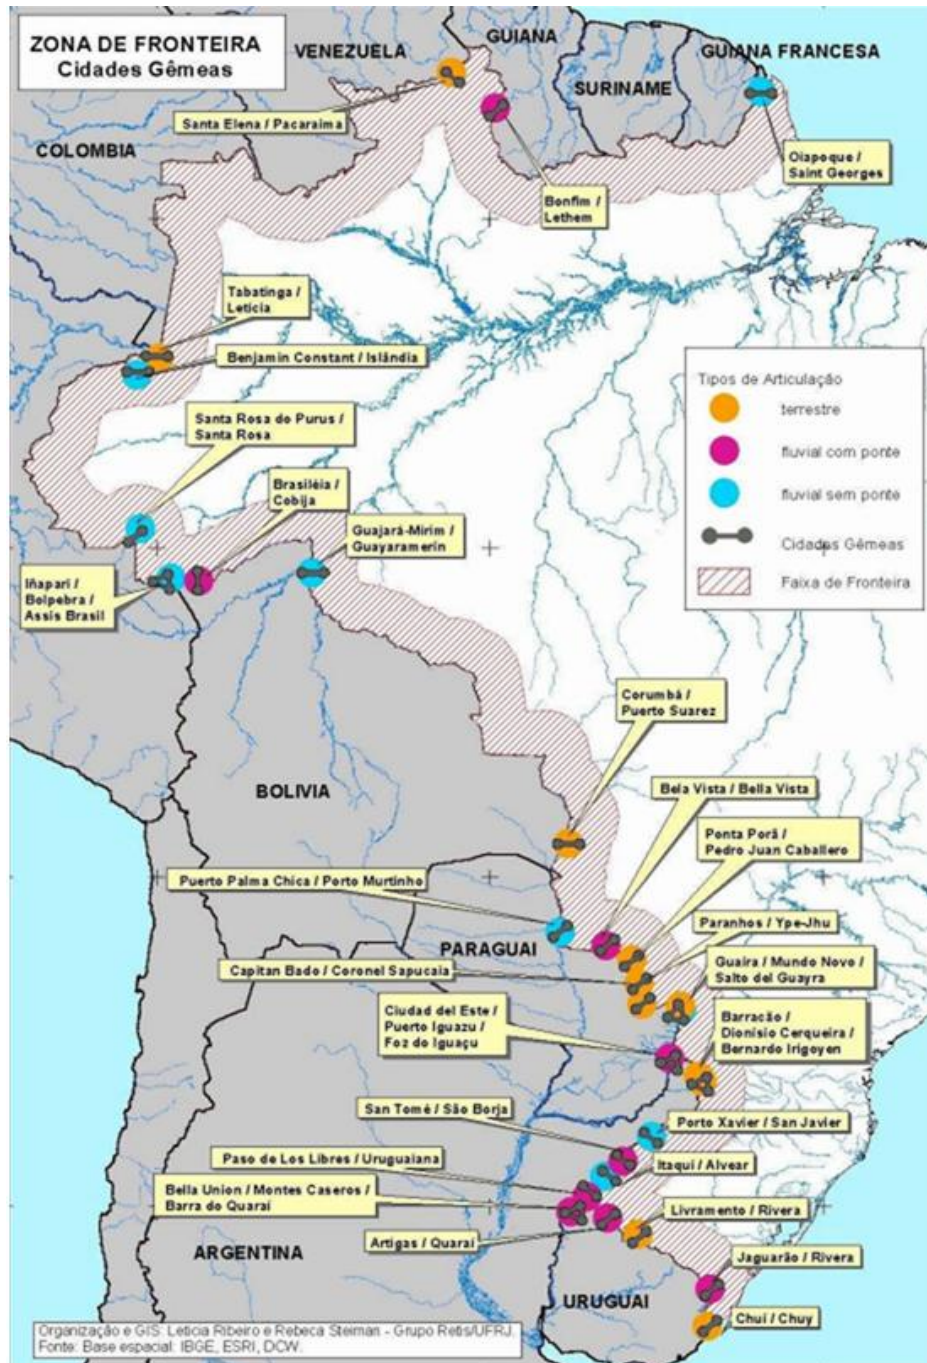 ZONA DE FRONTEIRA
Cidades Gêmeas
VENEZUELA
GUIANA
GUIANA FRANCESA
SURINAME
COLOMBIA
Santa Elena / Pacaraima
Bonfim /
Lethem
Oiapoque /
Saint Georges
Tabatinga /
Leticia
Benjamin Constant / Islândia
Santa Rosa do Purus /
Santa Rosa
Brasiléia /
Cobija
Guajará-Mirim /
Guayaramerín
Iñapari /
Bolpebra /
Assis Brasil
Tipos de Articulação
terrestre
fluvial com ponte
fluvial sem ponte
Cidades Gêmeas
Faixa de Fronteira
BOLIVIA
Corumbá /
Puerto Suarez
Bela Vista / Bella Vista
Ponta Porã /
Pedro Juan Caballero
Puerto Palma Chica / Porto Murtinho
PARAGUAI
Paranhos / Ype-Jhu
Capitan Bado / Coronel Sapucaia
Guaira / Mundo Novo /
Salto del Guayra
Ciudad del Este /
Puerto Iguazu /
Foz do Iguaçu
Barracão /
Dionísio Cerqueira /
Bernardo Irigoyen
San Tomé / São Borja
Porto Xavier / San Javier
Paso de Los Libres / Uruguaiana
Itaqui / Alvear
Bella Union / Montes Caseros /
Barra do Quaraí
Livramento / Rivera
Artigas / Quaraí
ARGENTINA
Jaguarão / Rivera
URUGUAI
Chuí / Chuy
Organização e GIS: Leticia Ribeiro e Rebeca Steiman - Grupo Retis/UFRJ.
Fonte: Base espacial: IBGE, ESRI, DCW.